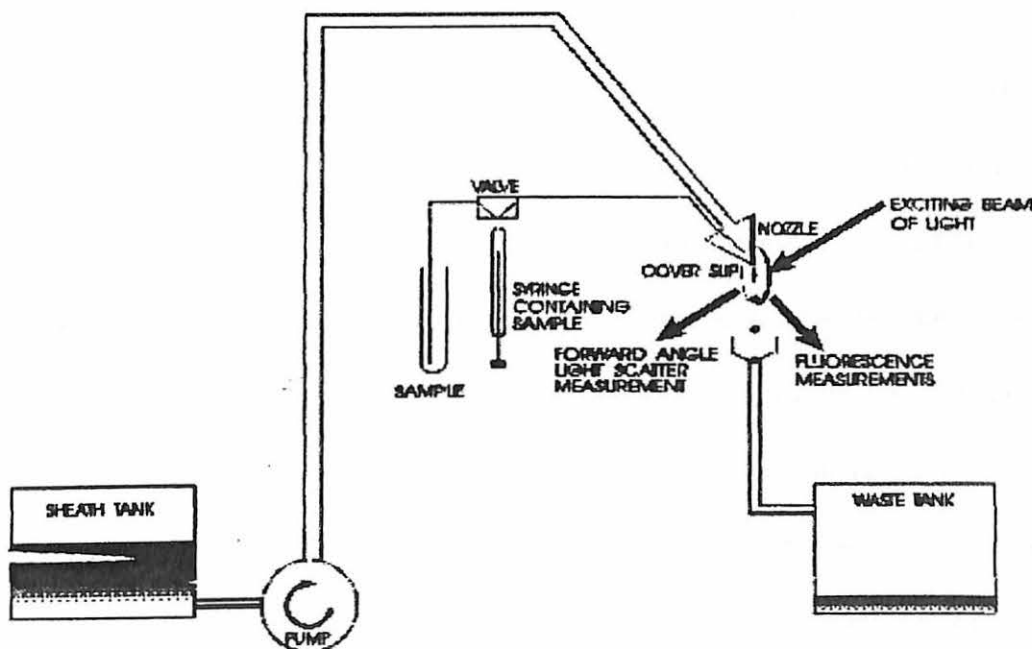 VALVE
EXCITING BEAM
OF LIGHT
NOZZLE
COVER SLIP
SYRINGE
CONTAINING
SAMPLE
FORWARD ANGLE
LIGHT SCATTER
MEASUREMENT
FLUORESCENCE
MEASUREMENTS
SAMPLE
SHEATH TANK
WASTE TANK
PUMP